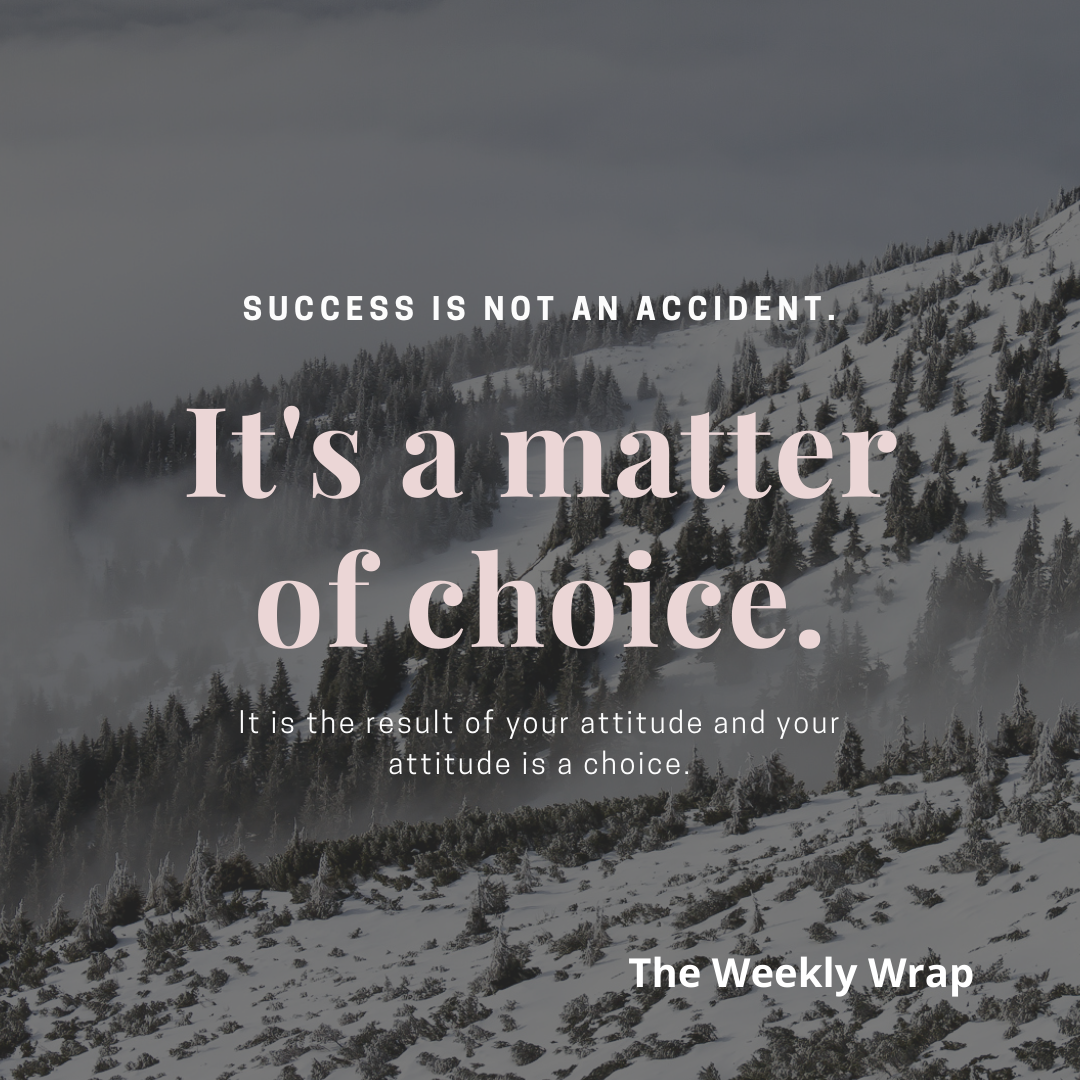 SUCCESS IS NOT AN ACCIDENT.
It's a matter
of choice.
It is the result of your attitude and your
attitude is a choice.
The Weekly Wrap